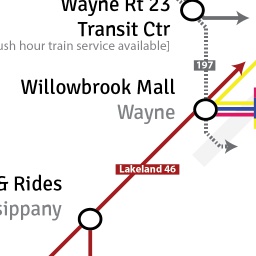 Wayne Rt 23
Transit Ctr
ush hour train service available]
197
Willowbrook Mall
Wayne
Lakeland 46
& Rides
sippany